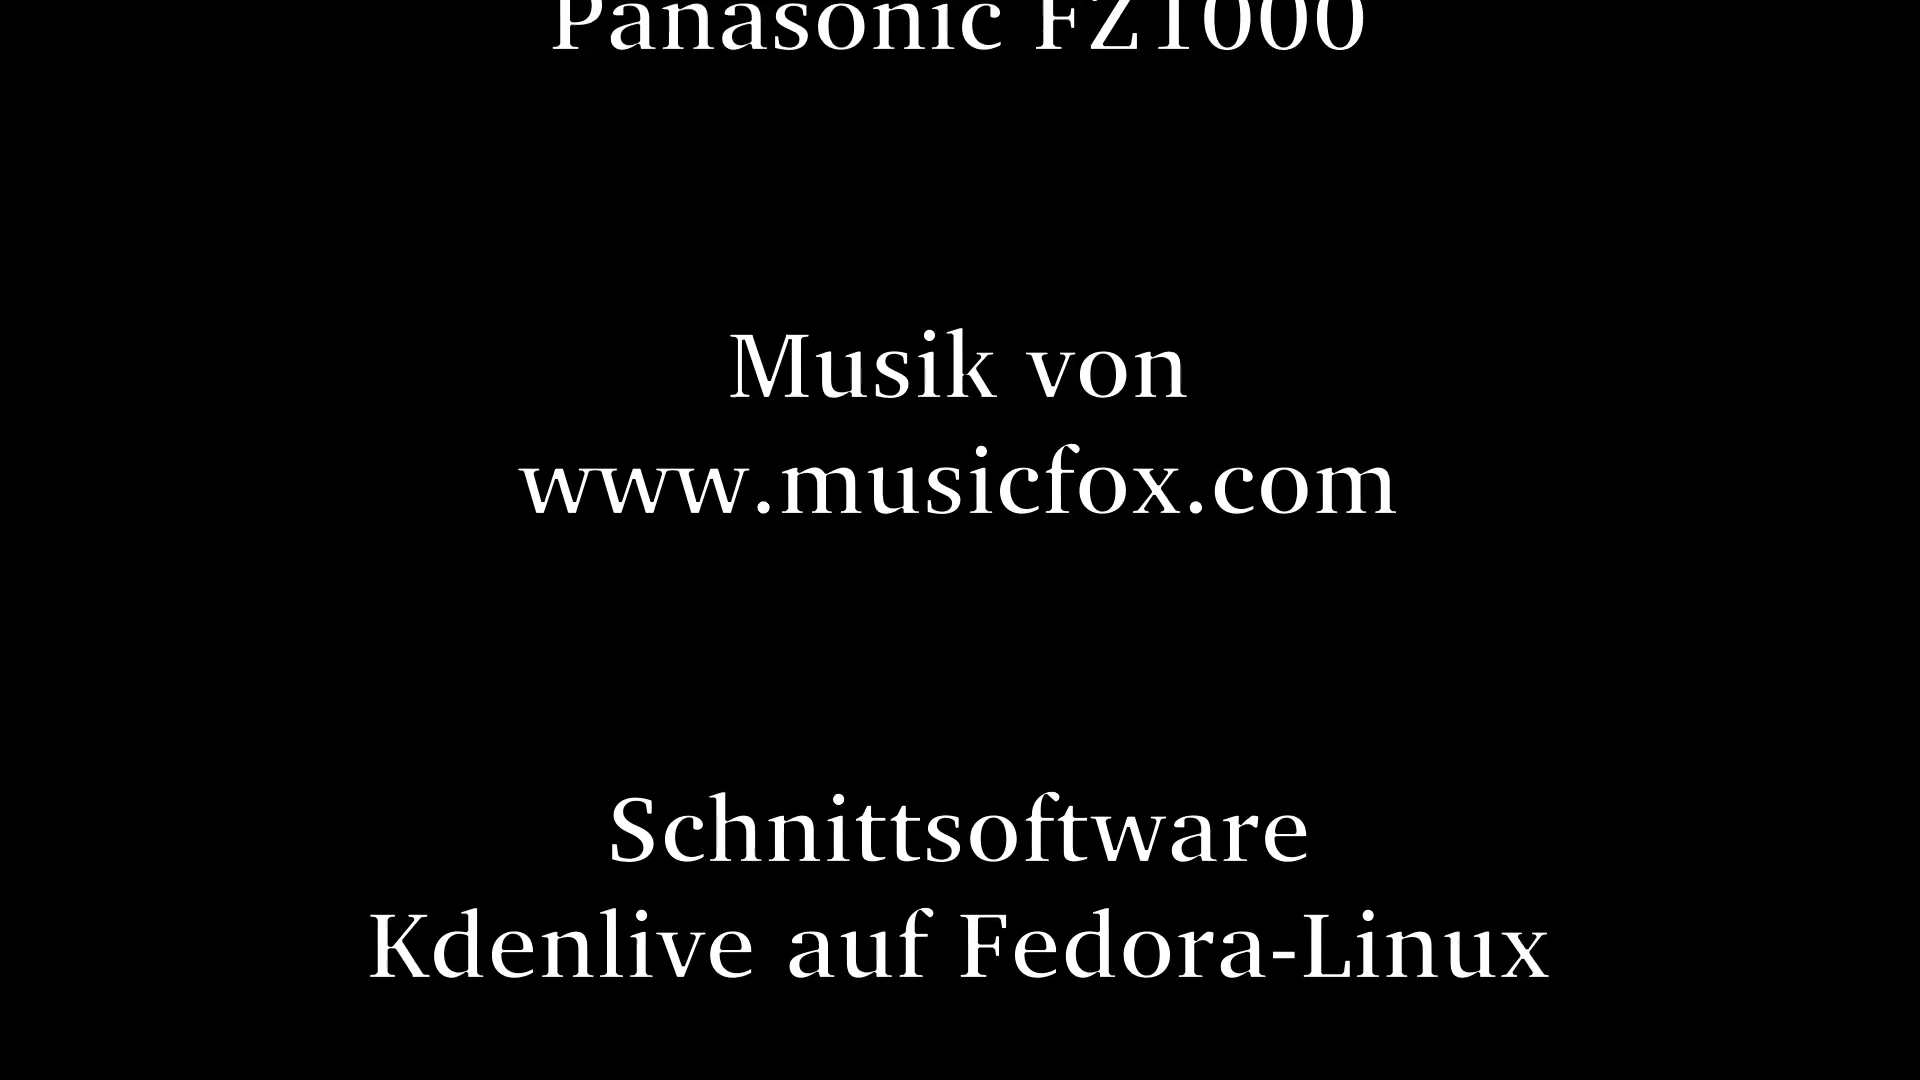 Panasonic FZ1000
Musik von
www.musicfox.com
Schnittsoftware
Kdenlive auf Fedora-Linux